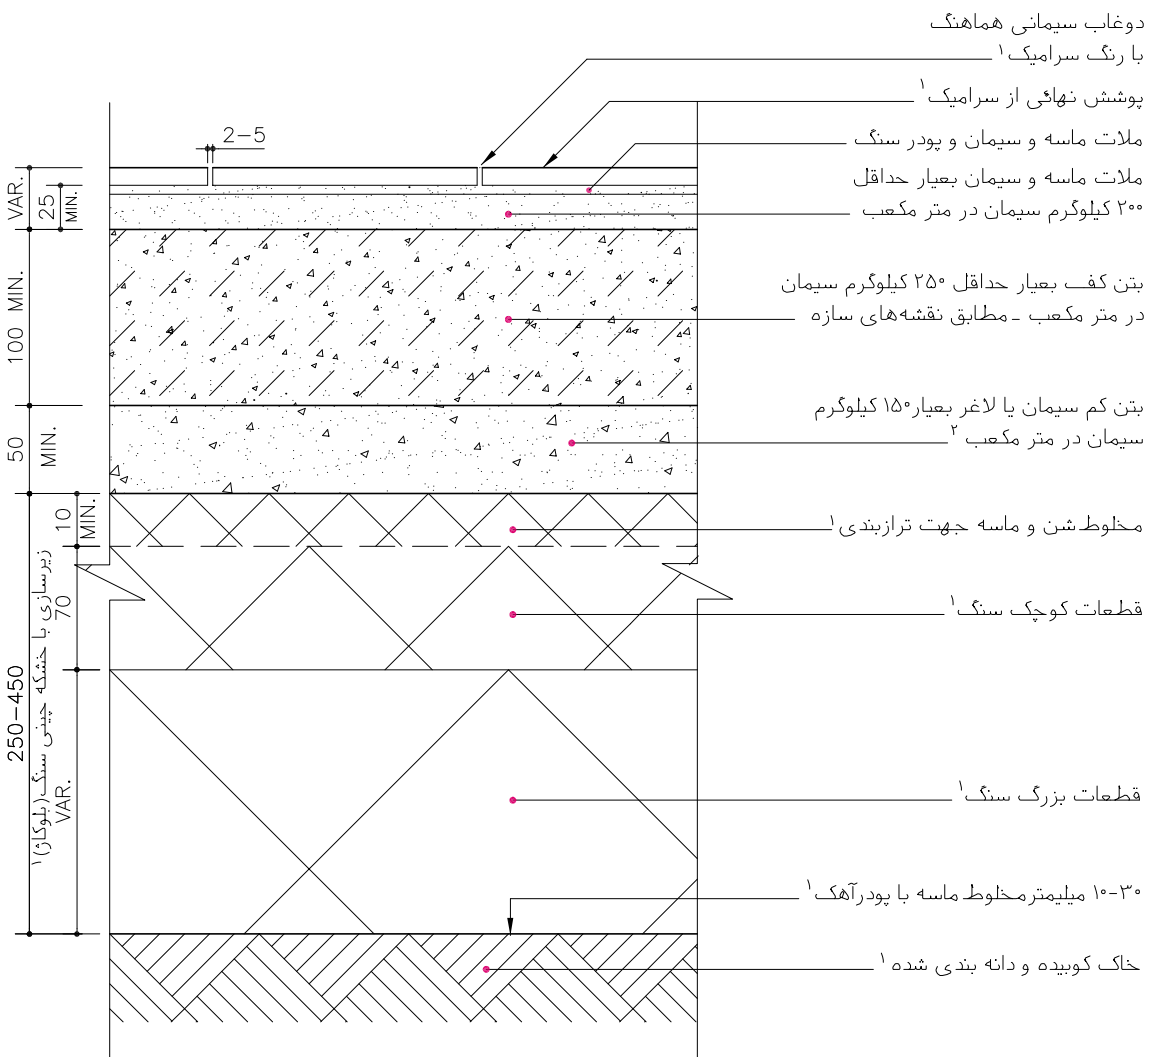 دوغاب سیمانی هماهنگ
با رنگ سرامیک ۱
پوشش نهائی از سرامیک ۱
ملات ماسه و سیمان و پودر سنگ
ملات ماسه و سیمان بعیار حداقل
۲۰۰ کیلوگرم سیمان در متر مکعب
بتن کف بعیار حداقل ۲۵۰ کیلوگرم سیمان
در متر مکعب - مطابق نقشه‌های سازه
بتن کم سیمان یا لاغر بعیار ۱۵۰ کیلوگرم
سیمان در متر مکعب ۲
مخلوط شن و ماسه جهت ترازبندی ۱
قطعات کوچک سنگ ۱
قطعات بزرگ سنگ ۱
۱۰-۳۰ میلیمتر مخلوط ماسه با پودرآهک ۱
خاک کوبیده و دانه بندی شده ۱
2-5
VAR.
25
MIN.
100 MIN.
50
MIN.
10
MIN.
70
VAR.
250-450
زیرسازی با خشکه چینی سنگ (بلوکاژ) ۱